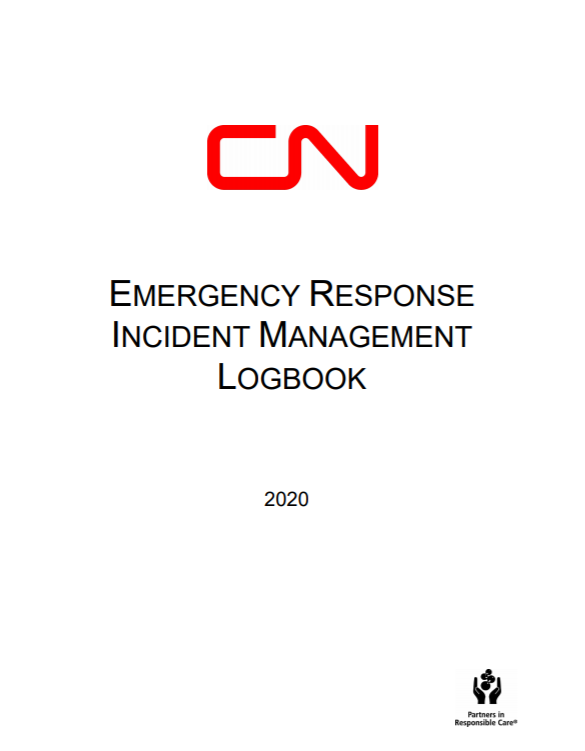 CN
EMERGENCY RESPONSE
INCIDENT MANAGEMENT
LOGBOOK
2020
Partners in
Responsible Care®